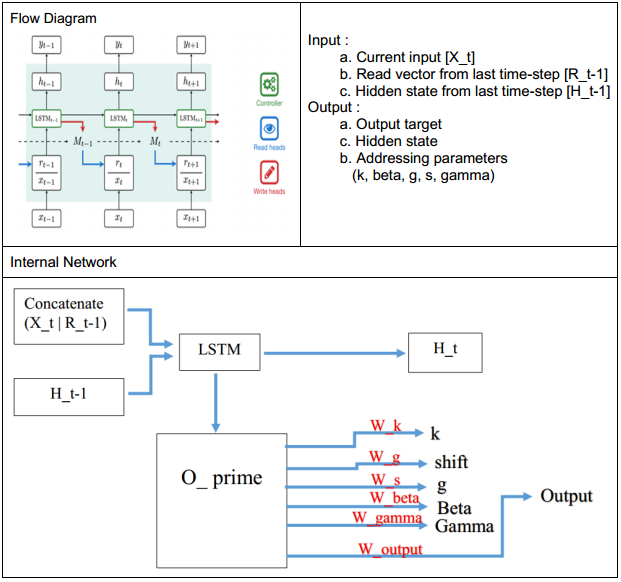 Flow Diagram
y_{t-1} y_t y_{t+1}
h_{t-1} h_t h_{t+1}
LSTM_{t-1} LSTM_t LSTM_{t+1}
M_{t-1} M_t
r_{t-1} r_t r_{t+1}
x_{t-1} x_t x_{t+1}
x_{t-1} x_t x_{t+1}
Controller
Read heads
Write heads
Input :
a. Current input [X_t]
b. Read vector from last time-step [R_t-1]
c. Hidden state from last time-step [H_t-1]
Output :
a. Output target
c. Hidden state
b. Addressing parameters
(k, beta, g, s, gamma)
Internal Network
Concatenate
(X_t | R_t-1)
H_t-1
LSTM
H_t
O_ prime
W_k k
W_g shift
W_s g
W_beta Beta
W_gamma Gamma
W_output Output